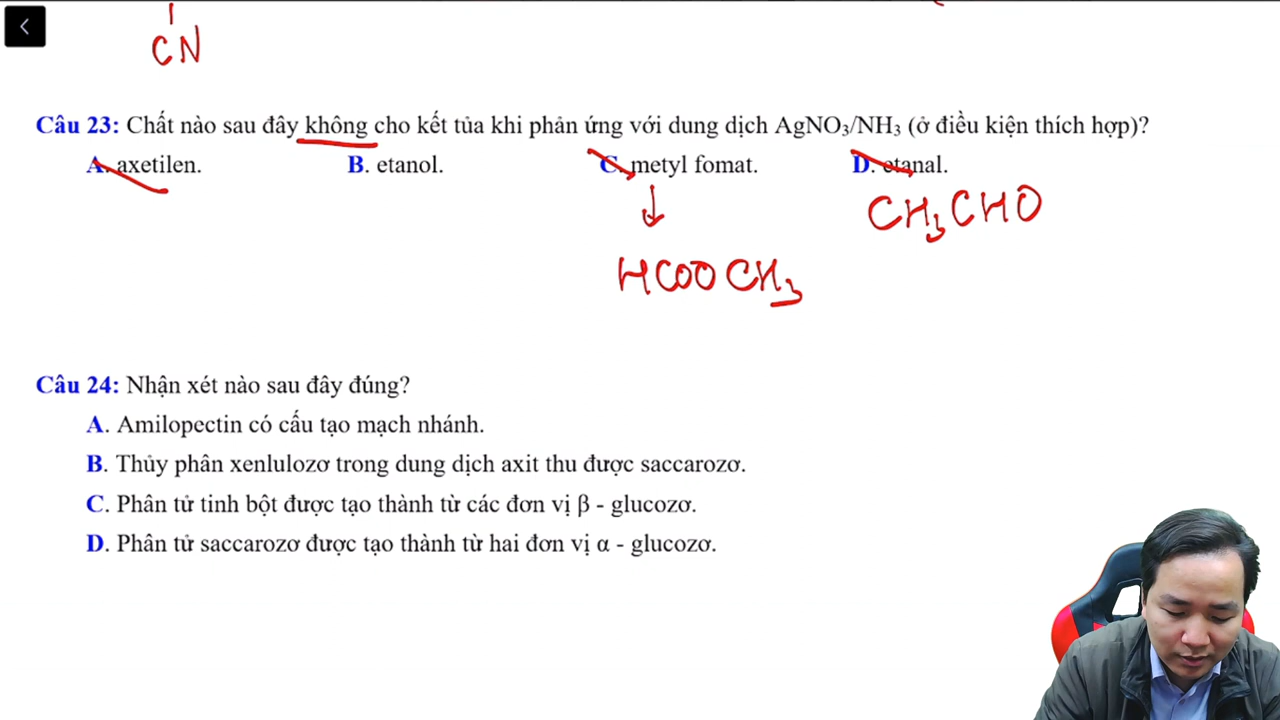 CN
Câu 23: Chất nào sau đây không cho kết tủa khi phản ứng với dung dịch AgNO₃/NH₃ (ở điều kiện thích hợp)?
A. axetilen. B. etanol. C. metyl fomat. D. etanal.
CH₃CHO
HCOOCH₃
Câu 24: Nhận xét nào sau đây đúng?
A. Amilopectin có cấu tạo mạch nhánh.
B. Thủy phân xenlulozơ trong dung dịch axit thu được saccarozơ.
C. Phân tử tinh bột được tạo thành từ các đơn vị β - glucozơ.
D. Phân tử saccarozơ được tạo thành từ hai đơn vị α - glucozơ.